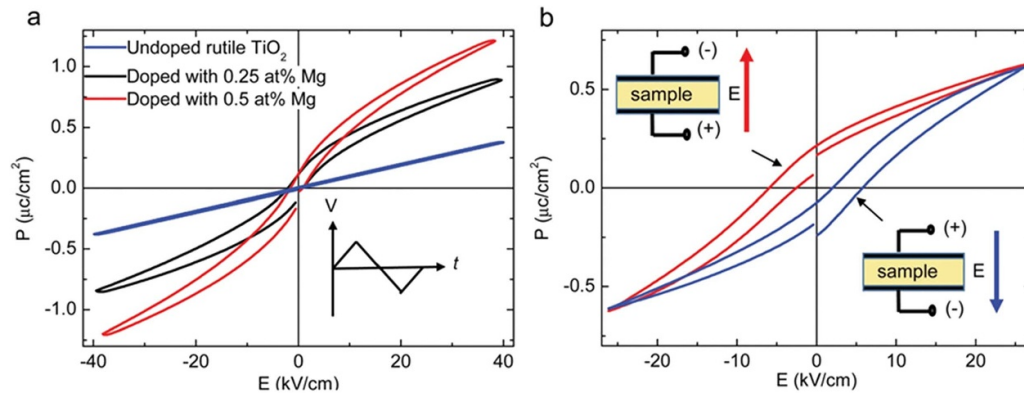 a
Undoped rutile TiO2
Doped with 0.25 at% Mg
Doped with 0.5 at% Mg
1.0
0.5
0.0
-0.5
-1.0
P (μc/cm²)
V
t
-40 -20 0 20 40
E (kV/cm)
b
(-)
sample E
(+)
0.5
0.0
-0.5
P (μc/cm²)
(+)
sample E
(-)
-20 -10 0 10 20
E (kV/cm)